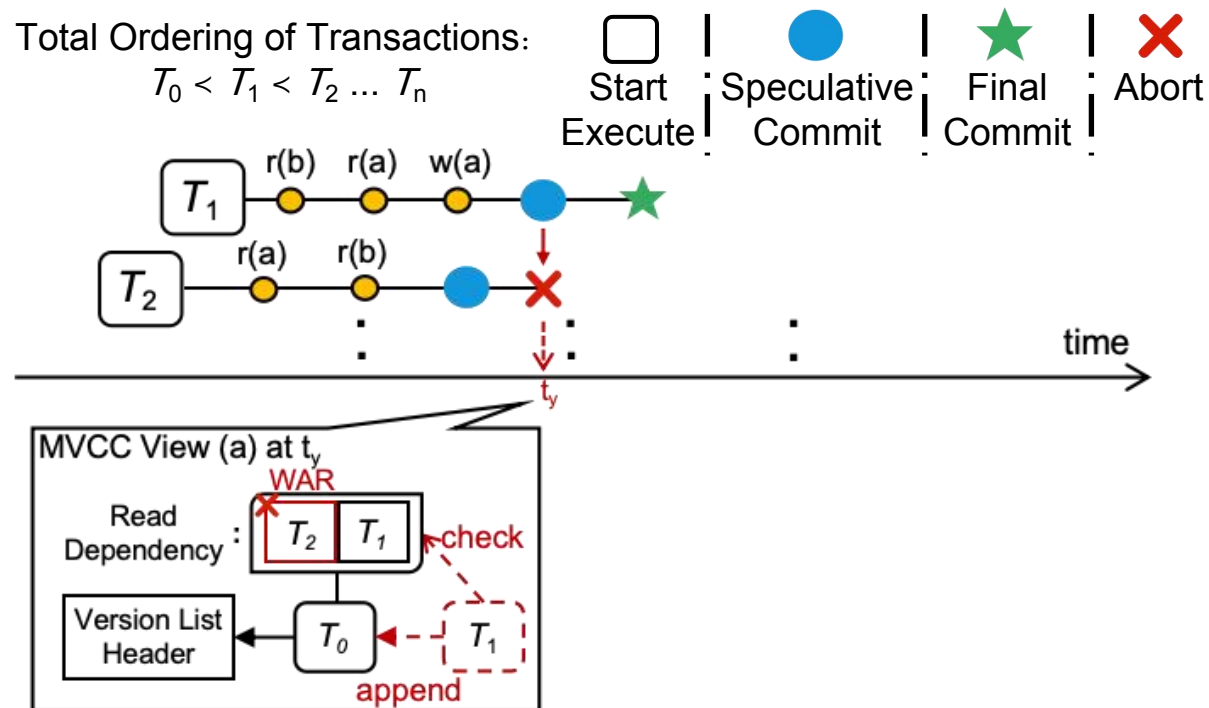 Total Ordering of Transactions:
T0 < T1 < T2 ... Tn
Start
Execute
Speculative
Commit
Final
Commit
Abort
r(b) r(a) w(a)
T1
r(a) r(b)
T2
time
ty
MVCC View (a) at ty
WAR
Read
Dependency :
T2 T1
check
Version List
Header
T0
T1
append